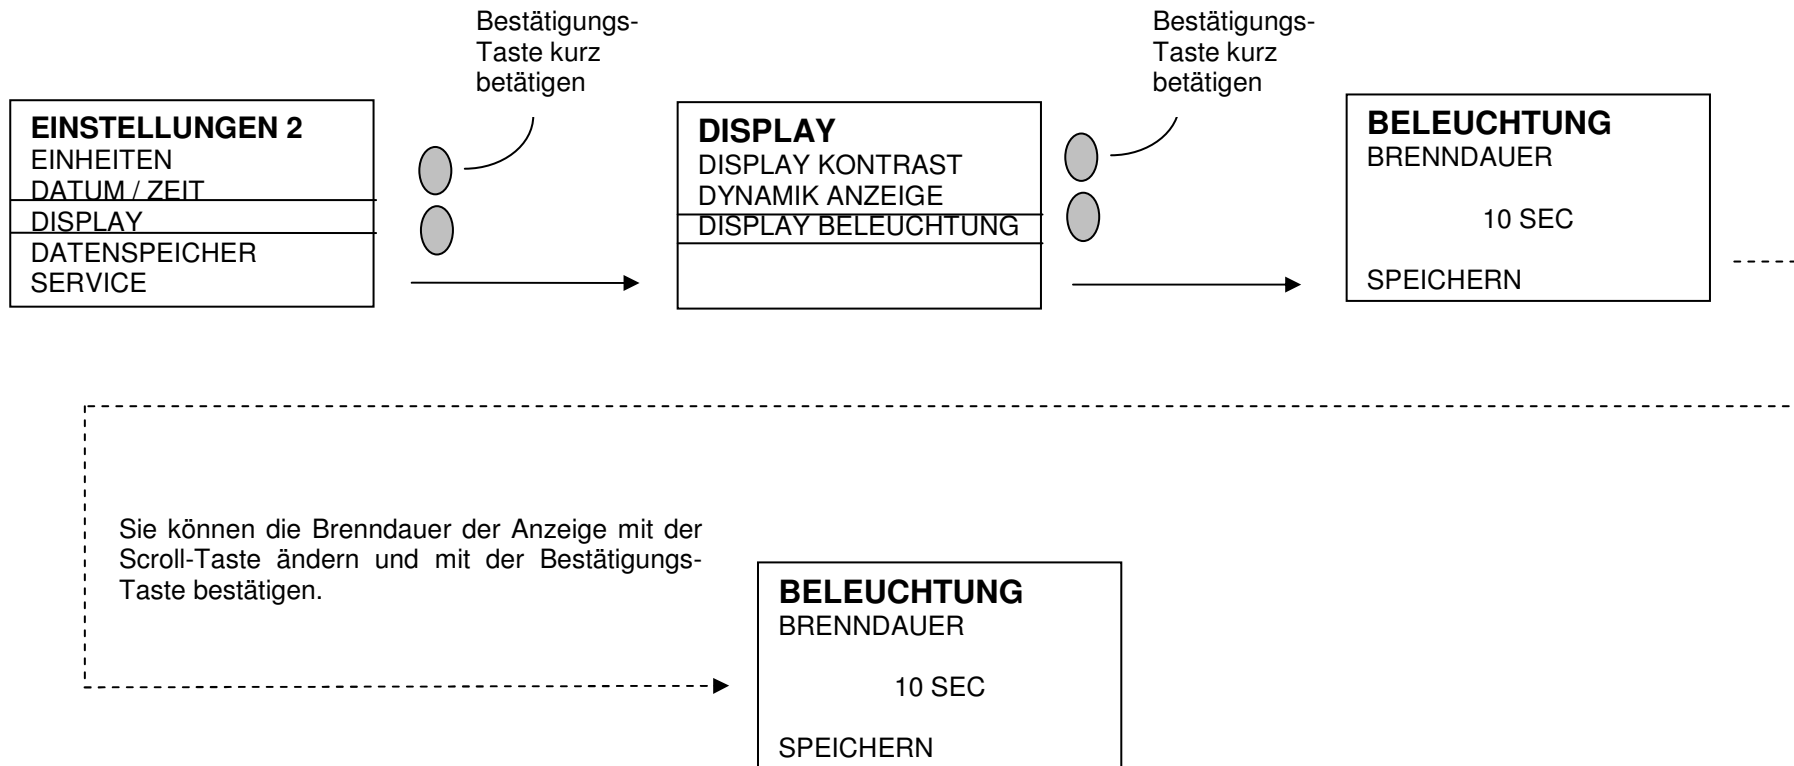 Bestätigungs-
Taste kurz
betätigen
Bestätigungs-
Taste kurz
betätigen
EINSTELLUNGEN 2
EINHEITEN
DATUM / ZEIT
DISPLAY
DATENSPEICHER
SERVICE
DISPLAY
DISPLAY KONTRAST
DYNAMIK ANZEIGE
DISPLAY BELEUCHTUNG
BELEUCHTUNG
BRENNDAUER
10 SEC
SPEICHERN
Sie können die Brenndauer der Anzeige mit der
Scroll-Taste ändern und mit der Bestätigungs-
Taste bestätigen.
BELEUCHTUNG
BRENNDAUER
10 SEC
SPEICHERN